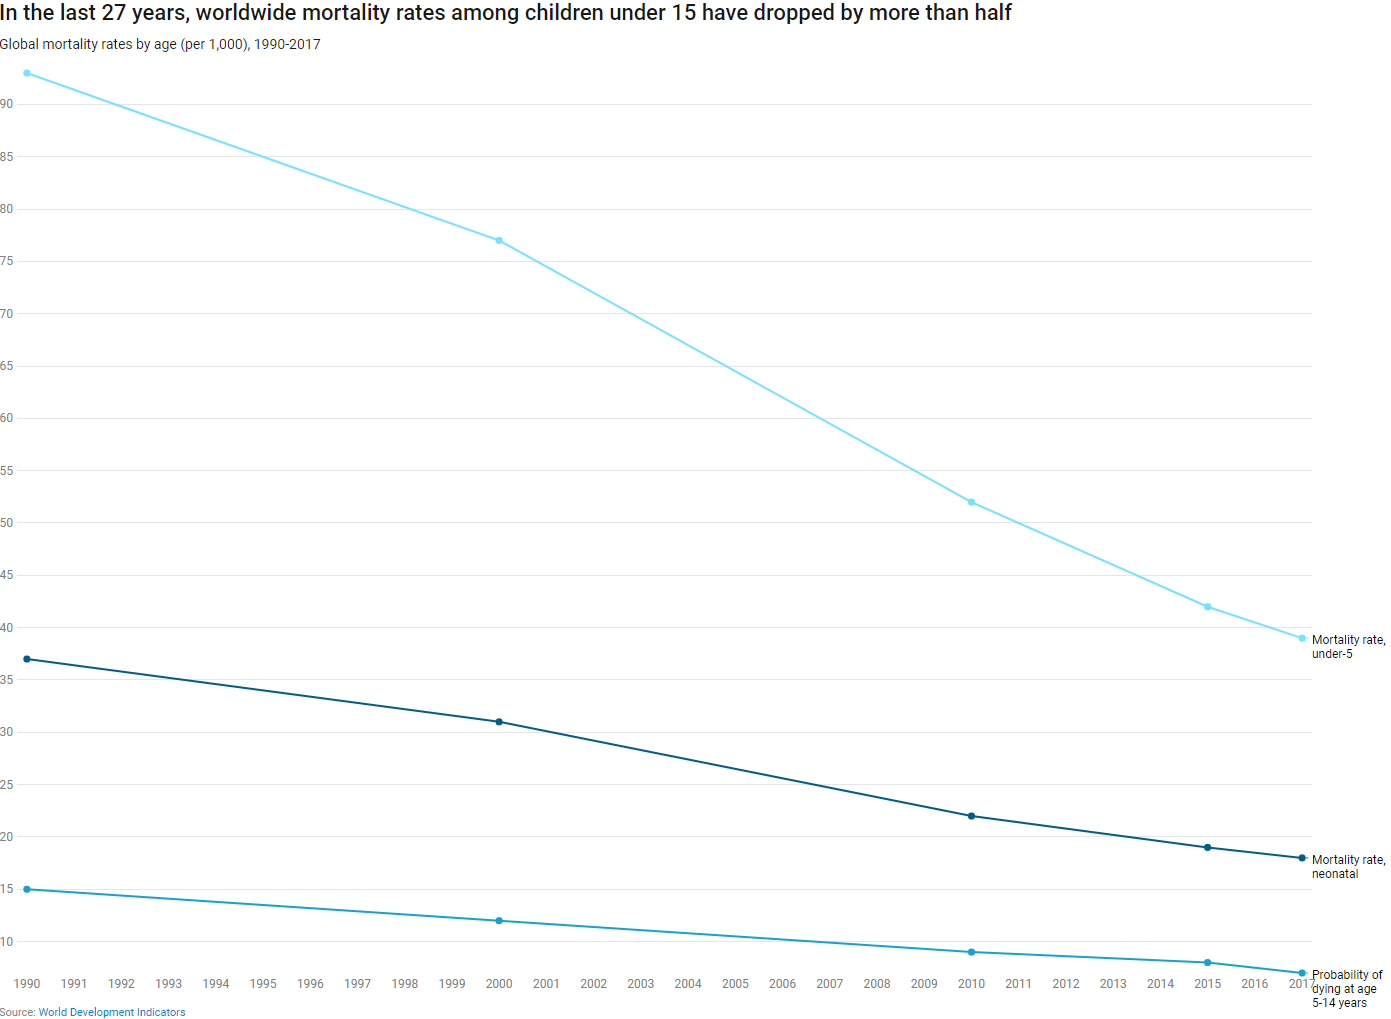 In the last 27 years, worldwide mortality rates among children under 15 have dropped by more than half
Global mortality rates by age (per 1,000), 1990-2017
90
85
80
75
70
65
60
55
50
45
40
35
30
25
20
15
10
Mortality rate,
under-5
Mortality rate,
neonatal
Probability of
dying at age
5-14 years
1990 1991 1992 1993 1994 1995 1996 1997 1998 1999 2000 2001 2002 2003 2004 2005 2006 2007 2008 2009 2010 2011 2012 2013 2014 2015 2016 2017
Source: World Development Indicators